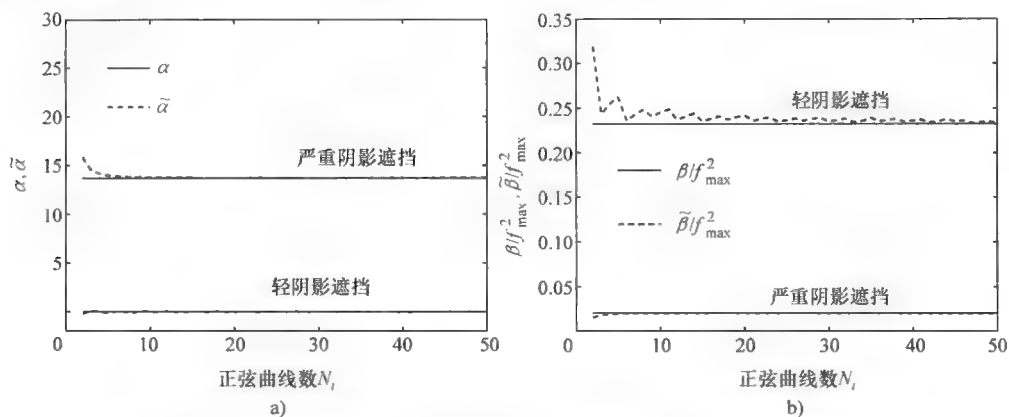 30
25
20
15
10
5
α, α̃
α
α̃
严重阴影遮挡
轻阴影遮挡
0 10 20 30 40 50
正弦曲线数N_i
a)
0.35
0.30
0.25
0.20
0.15
0.10
0.05
β/f²_max, β̃/f²_max
轻阴影遮挡
β/f²_max
β̃/f²_max
严重阴影遮挡
0 10 20 30 40 50
正弦曲线数N_i
b)